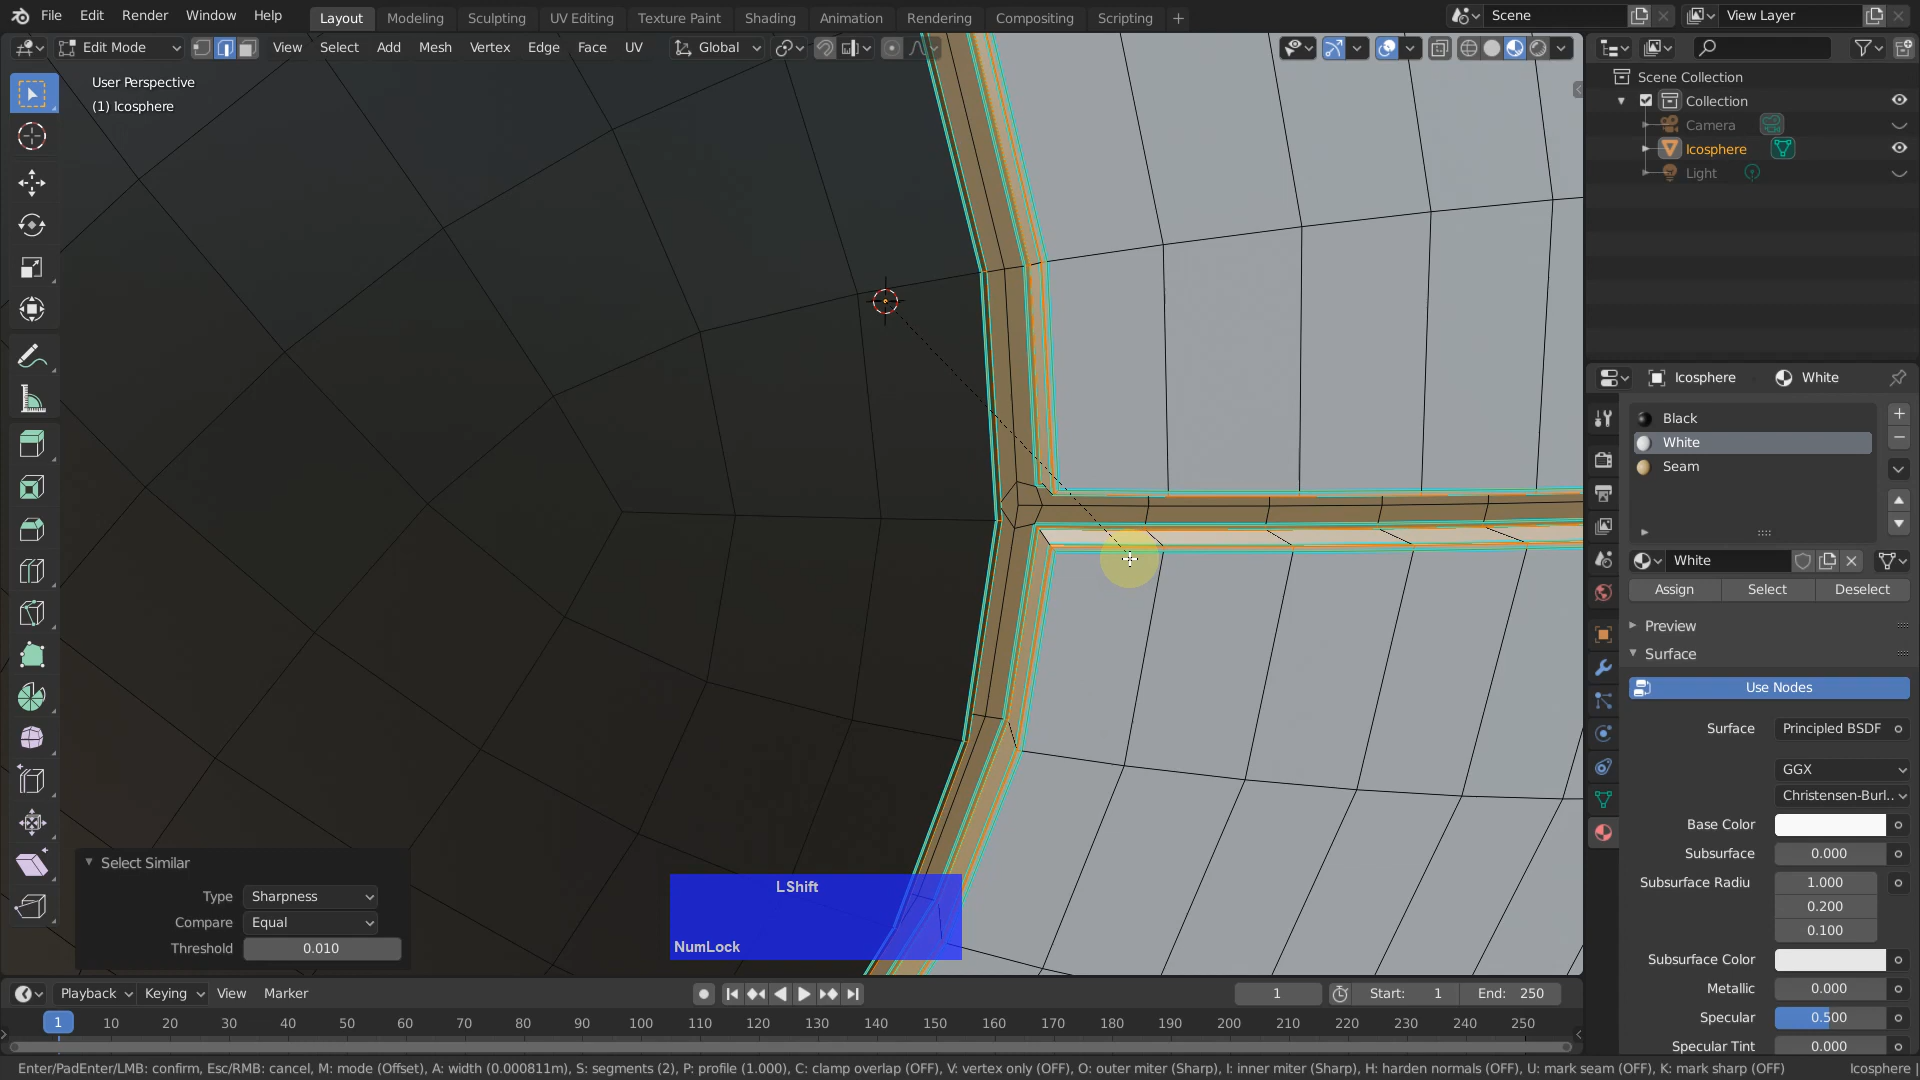 File Edit Render Window Help Layout Modeling Sculpting UV Editing Texture Paint Shading Animation Rendering Compositing Scripting + Scene View Layer
Edit Mode View Select Add Mesh Vertex Edge Face UV Global
User Perspective
(1) Icosphere
Scene Collection
Collection
Camera
Icosphere
Light
Icosphere White
Black
White
Seam
White
Assign Select Deselect
Preview
Surface
Use Nodes
Surface Principled BSDF
GGX
Christensen-Burl..
Base Color
Subsurface 0.000
Subsurface Radiu 1.000
0.200
0.100
Subsurface Color
Metallic 0.000
Specular 0.500
Specular Tint 0.000
Select Similar
Type Sharpness
Compare Equal
Threshold 0.010
LShift
NumLock
Playback Keying View Marker 1 Start: 1 End: 250
1 10 20 30 40 50 60 70 80 90 100 110 120 130 140 150 160 170 180 190 200 210 220 230 240 250
Enter/PadEnter/LMB: confirm, Esc/RMB: cancel, M: mode (Offset), A: width (0.000811m), S: segments (2), P: profile (1.000), C: clamp overlap (OFF), V: vertex only (OFF), O: outer miter (Sharp), I: inner miter (Sharp), H: harden normals (OFF), U: mark seam (OFF), K: mark sharp (OFF) Icosphere |